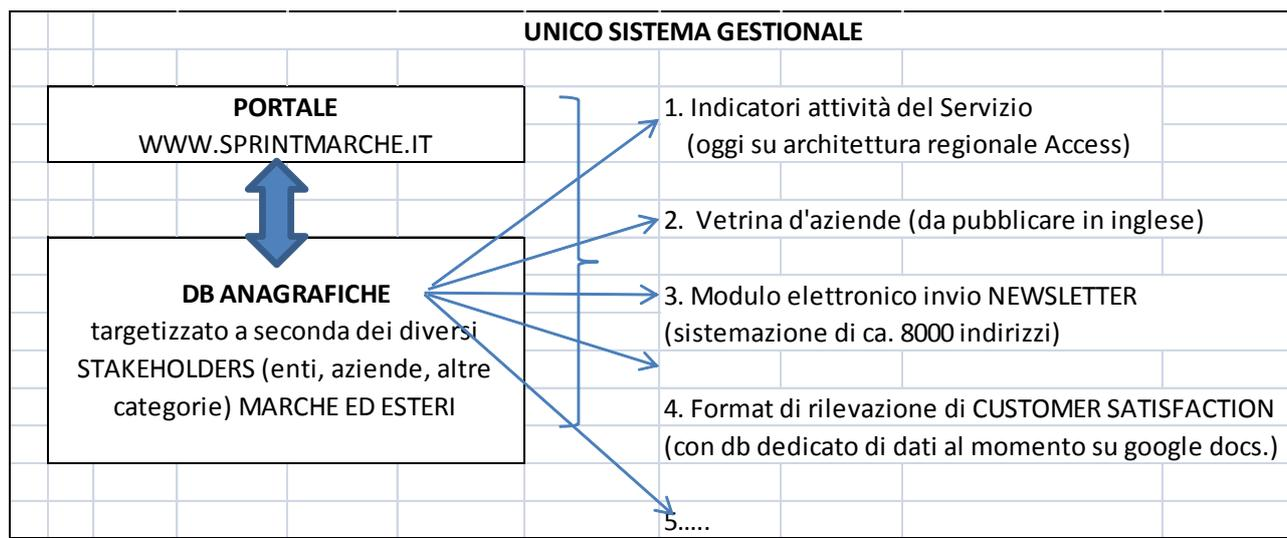 UNICO SISTEMA GESTIONALE
PORTALE
WWW.SPRINTMARCHE.IT
DB ANAGRAFICHE
targetizzato a seconda dei diversi
STAKEHOLDERS (enti, aziende, altre
categorie) MARCHE ED ESTERI
1. Indicatori attività del Servizio
(oggi su architettura regionale Access)
2. Vetrina d'aziende (da pubblicare in inglese)
3. Modulo elettronico invio NEWSLETTER
(sistemazione di ca. 8000 indirizzi)
4. Format di rilevazione di CUSTOMER SATISFACTION
(con db dedicato di dati al momento su google docs.)
5.....